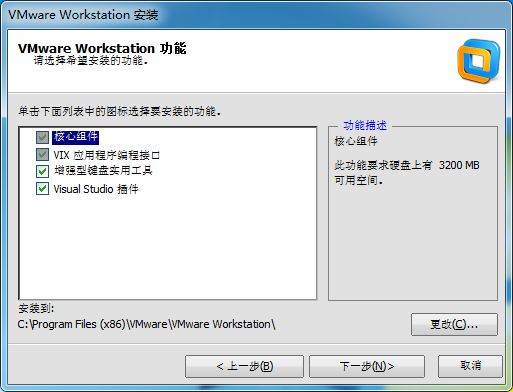 VMware Workstation 安装
VMware Workstation 功能
请选择希望安装的功能。
单击下面列表中的图标选择要安装的功能。
核心组件
VIX 应用程序编程接口
增强型键盘实用工具
Visual Studio 插件
功能描述
核心组件
此功能要求硬盘上有 3200 MB
可用空间。
安装到:
C:\Program Files (x86)\VMware\VMware Workstation\
更改(C)...
< 上一步(B)
下一步(N)>
取消